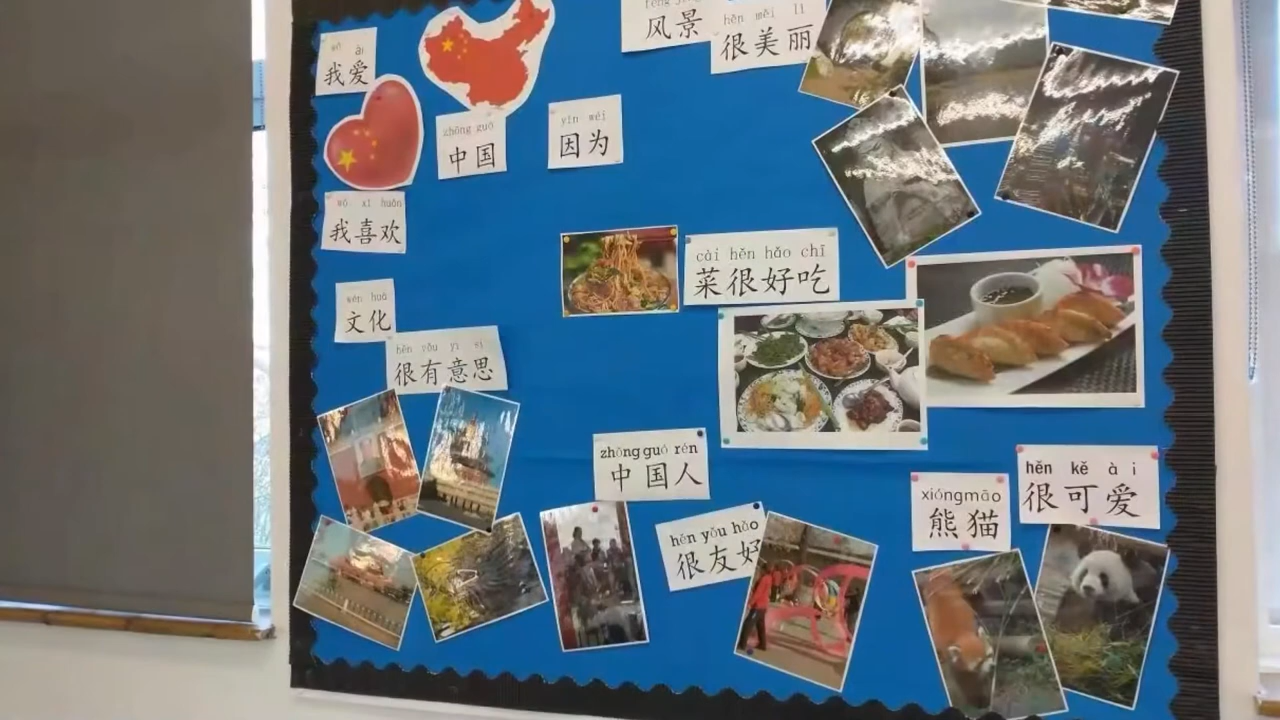 wǒ ài
我爱
zhōng guó
中国
yīn wèi
因为
fēng jǐng
风景
hěn měi lì
很美丽
wǒ xǐ huān
我喜欢
cài hěn hǎo chī
菜很好吃
wén huà
文化
hěn yǒu yì si
很有意思
zhōng guó rén
中国人
hěn yǒu hǎo
很友好
xióngmāo
熊猫
hěn kě ài
很可爱